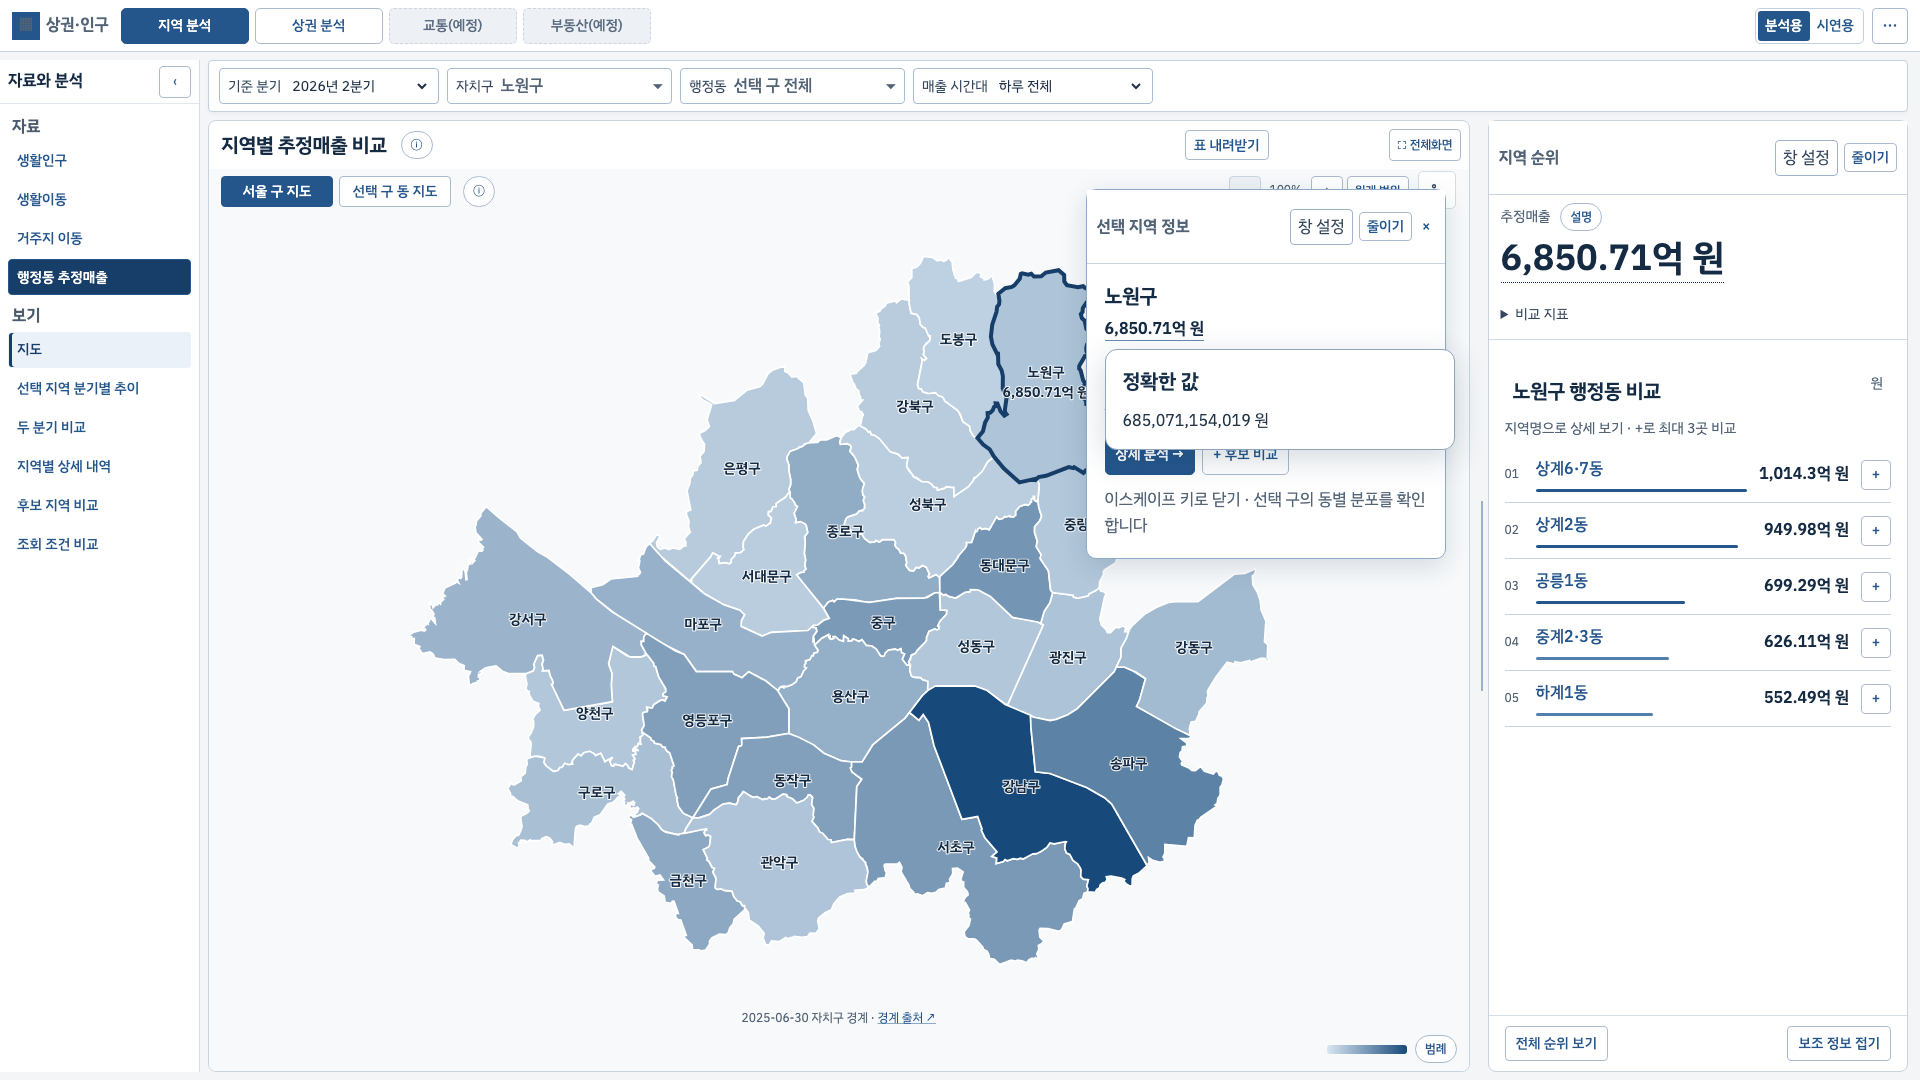 상권·인구
지역 분석
상권 분석
교통(예정)
부동산(예정)
분석용
시연용
···
자료와 분석
‹
자료
생활인구
생활이동
거주지 이동
행정동 추정매출
보기
지도
선택 지역 분기별 추이
두 분기 비교
지역별 상세 내역
후보 지역 비교
조회 조건 비교
기준 분기 2026년 2분기
자치구 노원구
행정동 선택 구 전체
매출 시간대 하루 전체
지역별 추정매출 비교
ⓘ
표 내려받기
전체화면
서울 구 지도
선택 구 동 지도
ⓘ
도봉구
노원구
6,850.71억 원
강북구
은평구
성북구
종로구
중랑
동대문구
서대문구
강서구
마포구
중구
성동구
광진구
강동구
용산구
양천구
영등포구
송파구
동작구
강남구
구로구
서초구
관악구
금천구
2025-06-30 자치구 경계 · 경계 출처 ↗
범례
선택 지역 정보
창 설정
줄이기
×
노원구
6,850.71억 원
정확한 값
685,071,154,019 원
상세 분석 →
+ 후보 비교
이스케이프 키로 닫기 · 선택 구의 동별 분포를 확인
합니다
지역 순위
창 설정
줄이기
추정매출 설명
6,850.71억 원
▶ 비교 지표
노원구 행정동 비교
원
지역명으로 상세 보기 · +로 최대 3곳 비교
01 상계6·7동 1,014.3억 원 +
02 상계2동 949.98억 원 +
03 공릉1동 699.29억 원 +
04 중계2·3동 626.11억 원 +
05 하계1동 552.49억 원 +
전체 순위 보기
보조 정보 접기